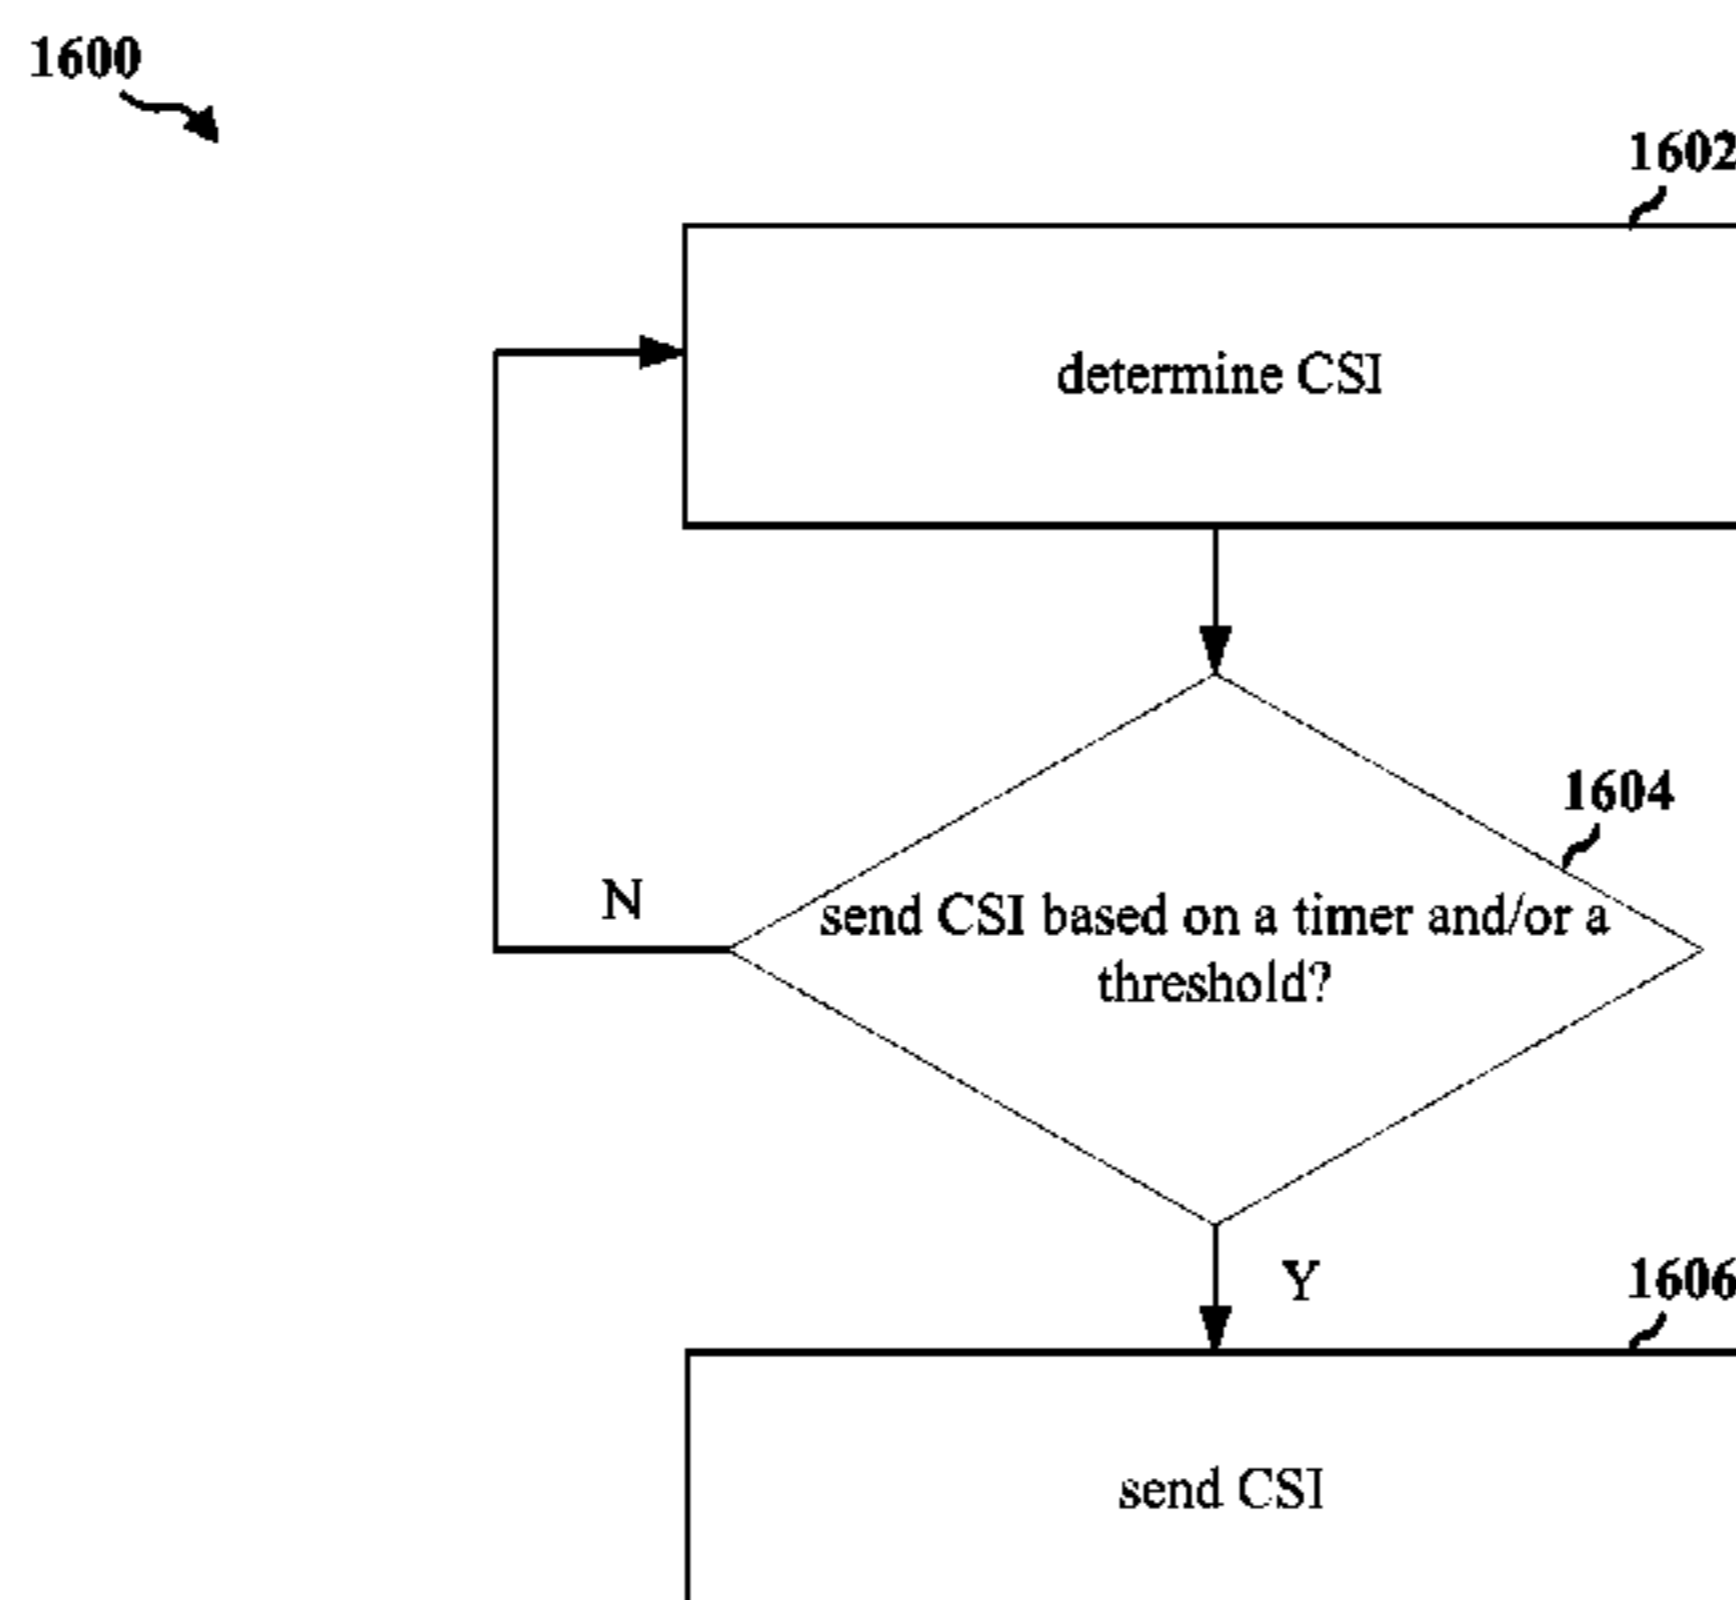 1600
1602
determine CSI
1604
N
send CSI based on a timer and/or a
threshold?
Y
1606
send CSI